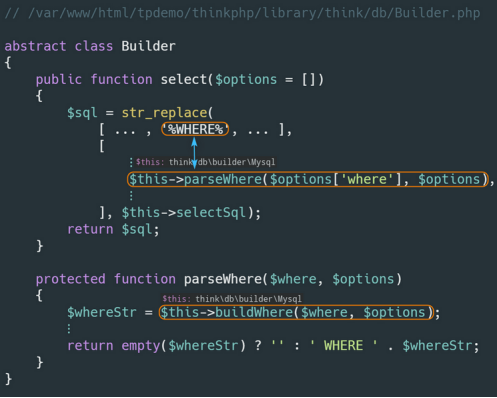 // /var/www/html/tpdemo/thinkphp/library/think/db/Builder.php
abstract class Builder
{
public function select($options = [])
{
$sql = str_replace(
[ ... , '%WHERE%', ... ],
[
⋮ $this: think\db\builder\Mysql
$this->parseWhere($options['where'], $options),
⋮
], $this->selectSql);
return $sql;
}
protected function parseWhere($where, $options)
{
$this: think\db\builder\Mysql
$whereStr = $this->buildWhere($where, $options);
⋮
return empty($whereStr) ? '' : ' WHERE ' . $whereStr;
}
}